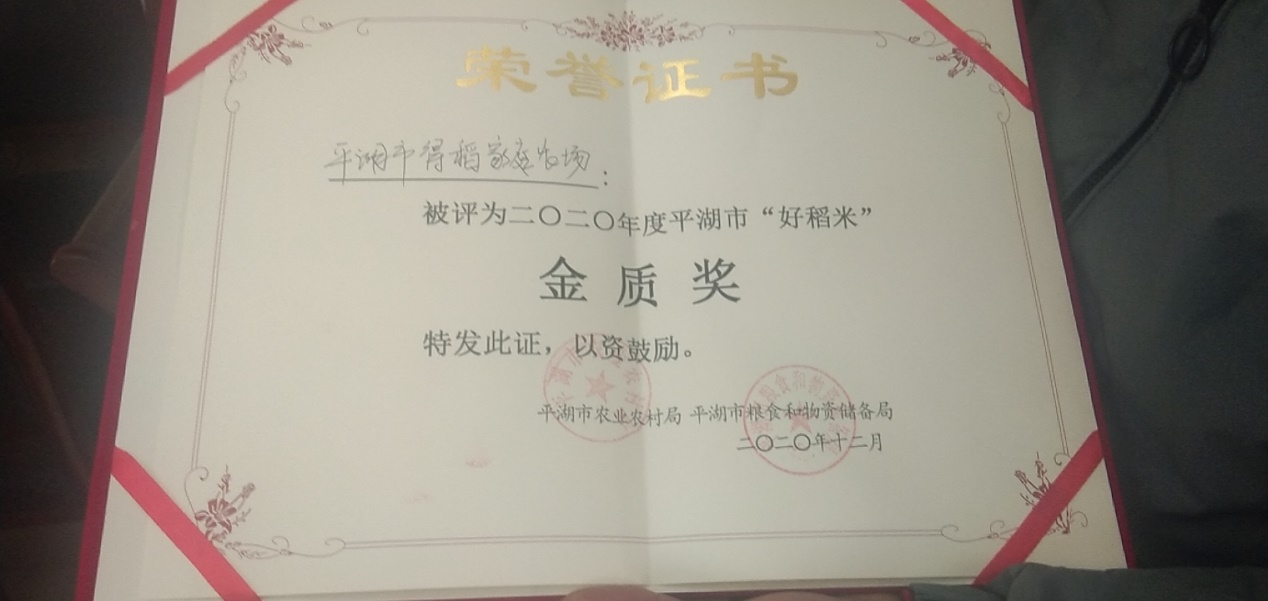 荣誉证书
平湖市得稻家庭农场：
被评为二〇二〇年度平湖市“好稻米”
金质奖
特发此证，以资鼓励。
平湖市农业农村局 平湖市粮食和物资储备局
二〇二〇年十二月